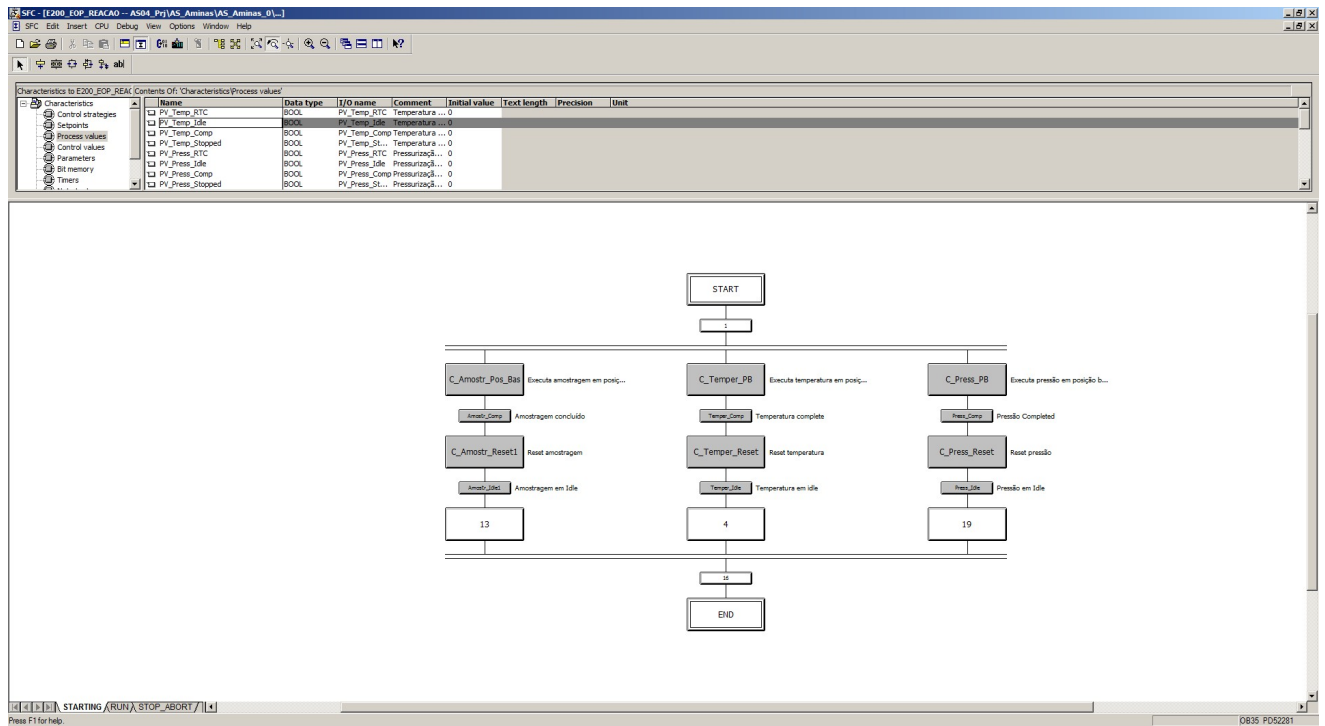 SFC - [E200_EOP_REACAO -- AS04_Prj\AS_Aminas\AS_Aminas_0\...]
SFC Edit Insert CPU Debug View Options Window Help
Characteristics to E200_EOP_REAC Contents Of: 'Characteristics\Process values'
Characteristics
Control strategies
Setpoints
Process values
Control values
Parameters
Bit memory
Timers
Name Data type I/O name Comment Initial value Text length Precision Unit
PV_Temp_RTC BOOL PV_Temp_RTC Temperatura ... 0
PV_Temp_Idle BOOL PV_Temp_Idle Temperatura ... 0
PV_Temp_Comp BOOL PV_Temp_Comp Temperatura ... 0
PV_Temp_Stopped BOOL PV_Temp_St... Temperatura ... 0
PV_Press_RTC BOOL PV_Press_RTC Pressurizaçã... 0
PV_Press_Idle BOOL PV_Press_Idle Pressurizaçã... 0
PV_Press_Comp BOOL PV_Press_Comp Pressurizaçã... 0
PV_Press_Stopped BOOL PV_Press_St... Pressurizaçã... 0
START
1
C_Amostr_Pos_Bas Executa amostragem em posiç... C_Temper_PB Executa temperatura em posiç... C_Press_PB Executa pressão em posição b...
Amostr_Comp Amostragem concluído Temper_Comp Temperatura complete Press_Comp Pressão Completed
C_Amostr_Reset1 Reset amostragem C_Temper_Reset Reset temperatura C_Press_Reset Reset pressão
Amostr_Idle1 Amostragem em Idle Temper_Idle Temperatura em idle Press_Idle Pressão em Idle
13 4 19
16
END
STARTING RUN STOP_ABORT
Press F1 for help. OB35 PD52281